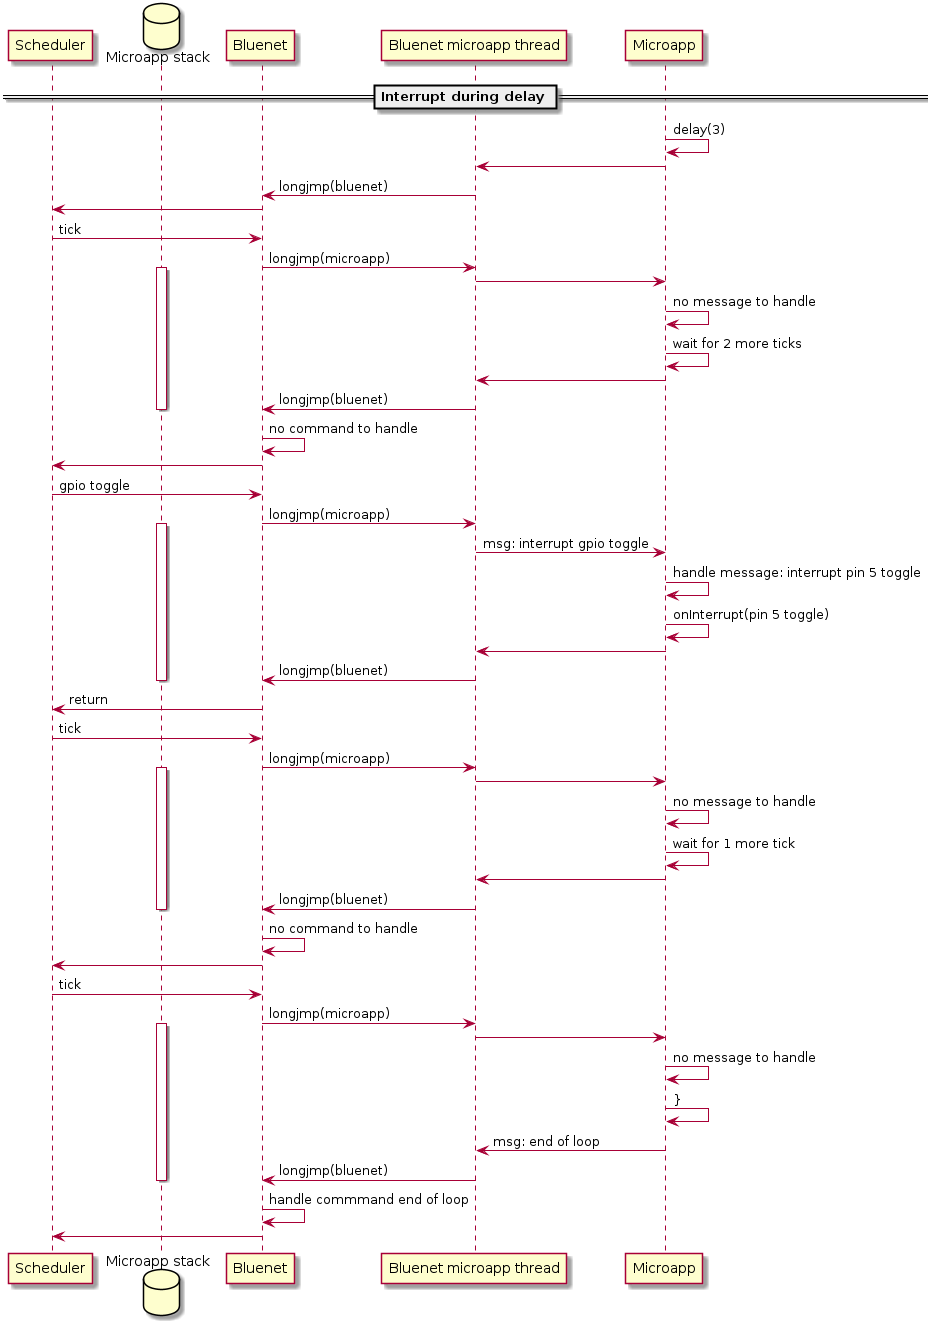 Scheduler
Microapp stack
Bluenet
Bluenet microapp thread
Microapp
Interrupt during delay
delay(3)
longjmp(bluenet)
tick
longjmp(microapp)
no message to handle
wait for 2 more ticks
longjmp(bluenet)
no command to handle
gpio toggle
longjmp(microapp)
msg: interrupt gpio toggle
handle message: interrupt pin 5 toggle
onInterrupt(pin 5 toggle)
longjmp(bluenet)
return
tick
longjmp(microapp)
no message to handle
wait for 1 more tick
longjmp(bluenet)
no command to handle
tick
longjmp(microapp)
no message to handle
}
msg: end of loop
longjmp(bluenet)
handle commmand end of loop
Scheduler
Microapp stack
Bluenet
Bluenet microapp thread
Microapp